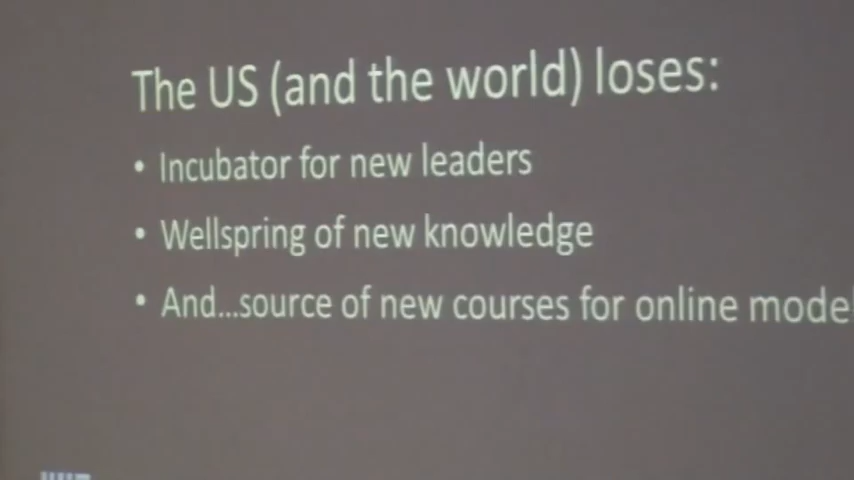 The US (and the world) loses:
• Incubator for new leaders
• Wellspring of new knowledge
• And...source of new courses for online